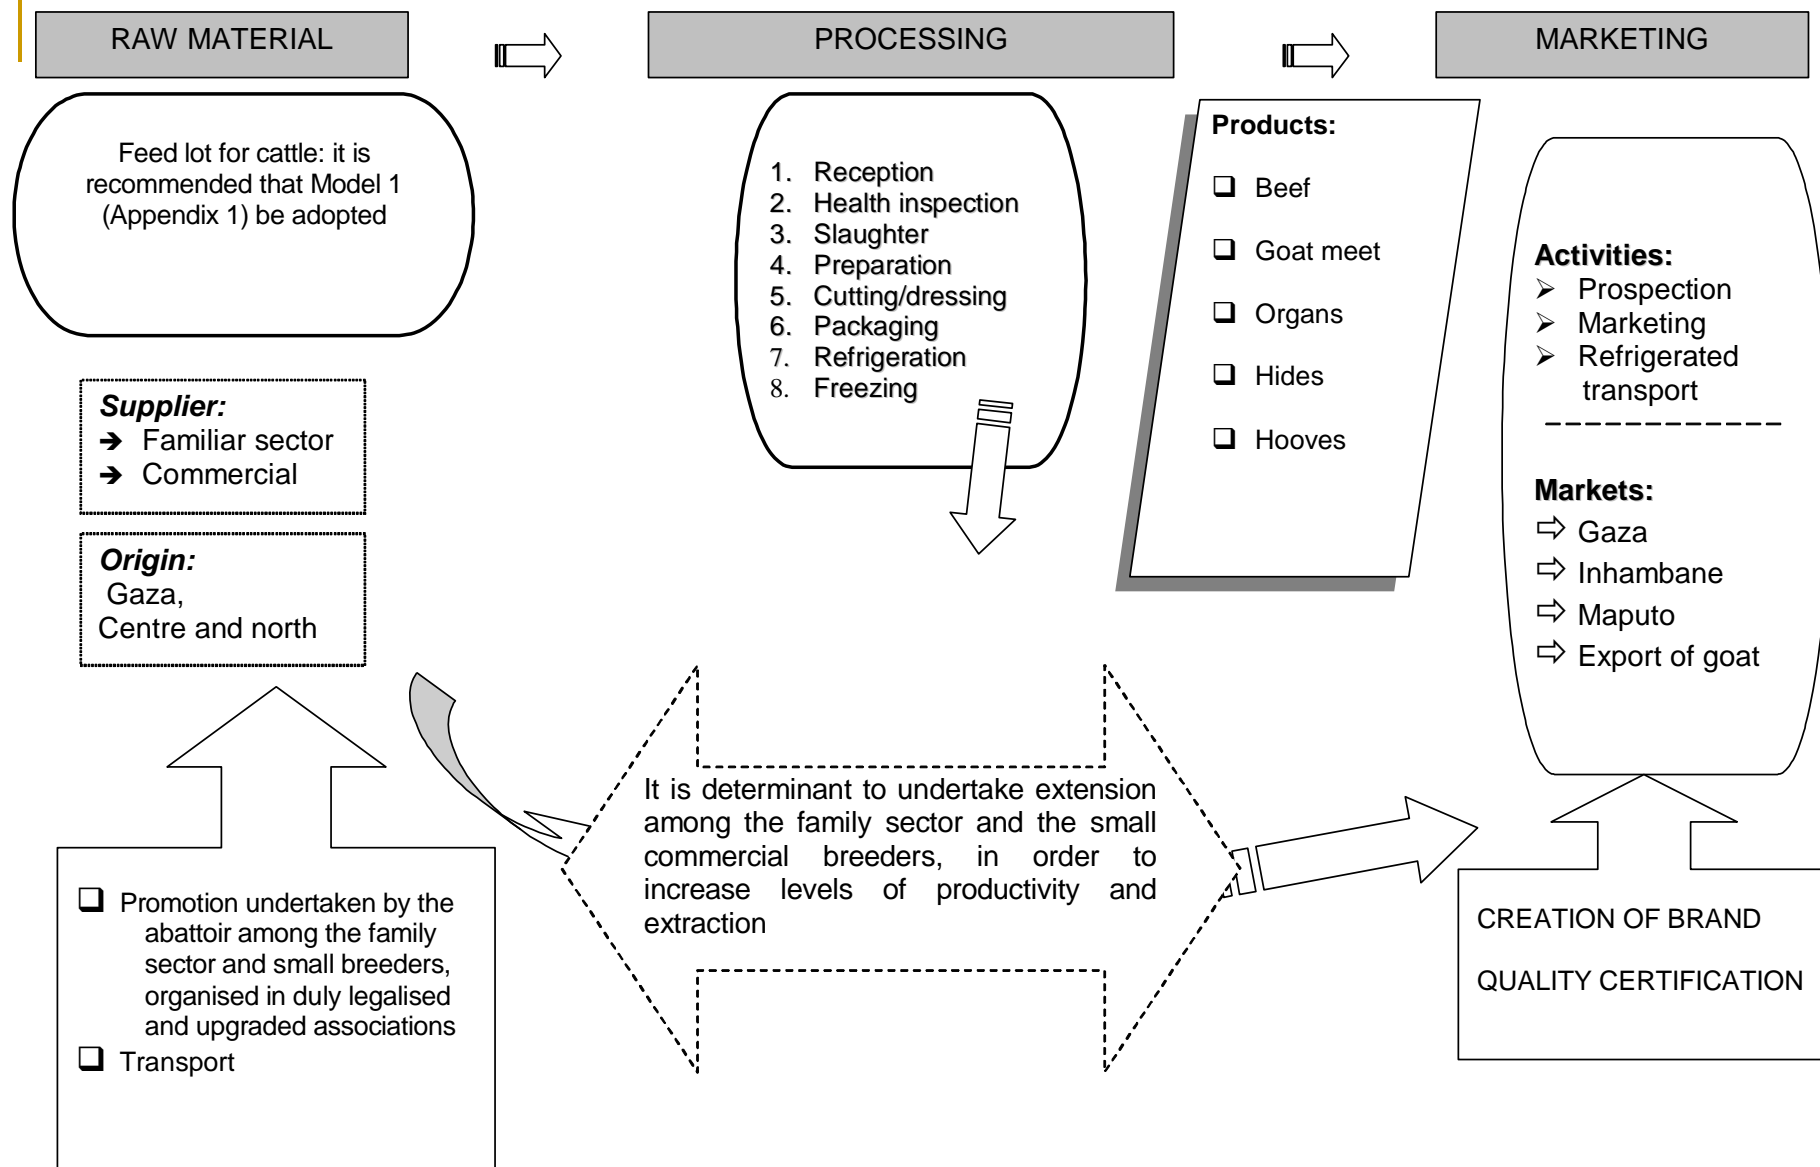 RAW MATERIAL
PROCESSING
MARKETING
Feed lot for cattle: it is
recommended that Model 1
(Appendix 1) be adopted
Supplier:
➔ Familiar sector
➔ Commercial
Origin:
Gaza,
Centre and north
❑ Promotion undertaken by the
abattoir among the family
sector and small breeders,
organised in duly legalised
and upgraded associations
❑ Transport
1. Reception
2. Health inspection
3. Slaughter
4. Preparation
5. Cutting/dressing
6. Packaging
7. Refrigeration
8. Freezing
Products:
❑ Beef
❑ Goat meet
❑ Organs
❑ Hides
❑ Hooves
It is determinant to undertake extension
among the family sector and the small
commercial breeders, in order to
increase levels of productivity and
extraction
Activities:
➢ Prospection
➢ Marketing
➢ Refrigerated
transport
Markets:
⇨ Gaza
⇨ Inhambane
⇨ Maputo
⇨ Export of goat
CREATION OF BRAND
QUALITY CERTIFICATION